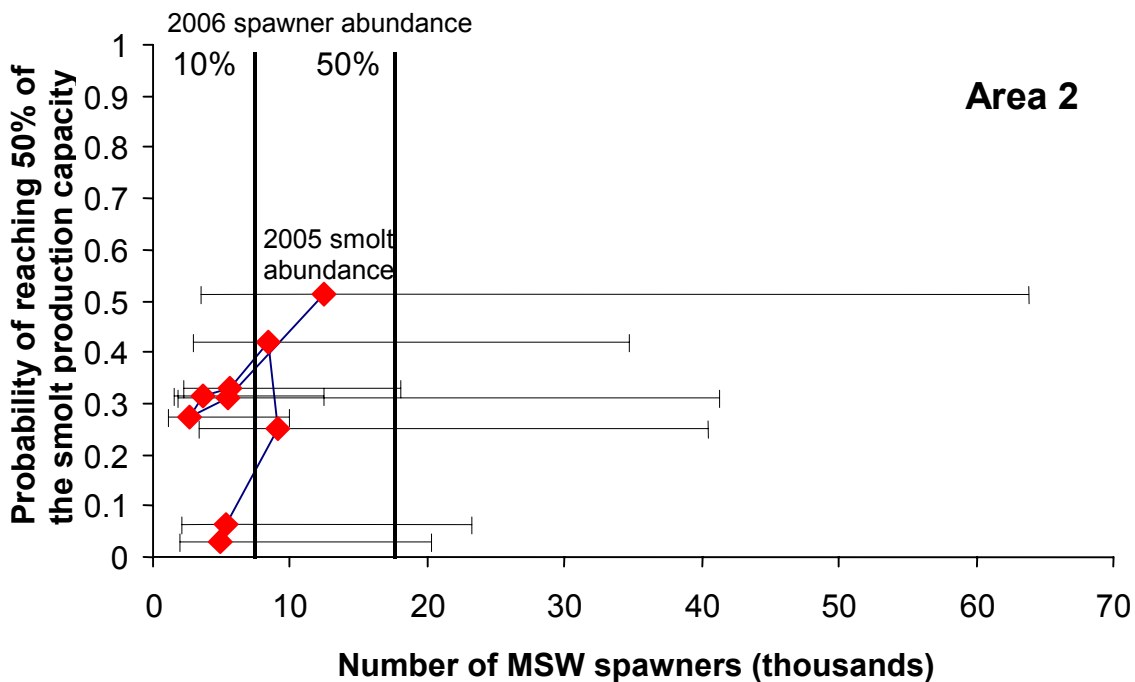 2006 spawner abundance
10%
50%
Area 2
2005 smolt
abundance
Probability of reaching 50% of
the smolt production capacity
1
0.9
0.8
0.7
0.6
0.5
0.4
0.3
0.2
0.1
0
0 10 20 30 40 50 60 70
Number of MSW spawners (thousands)